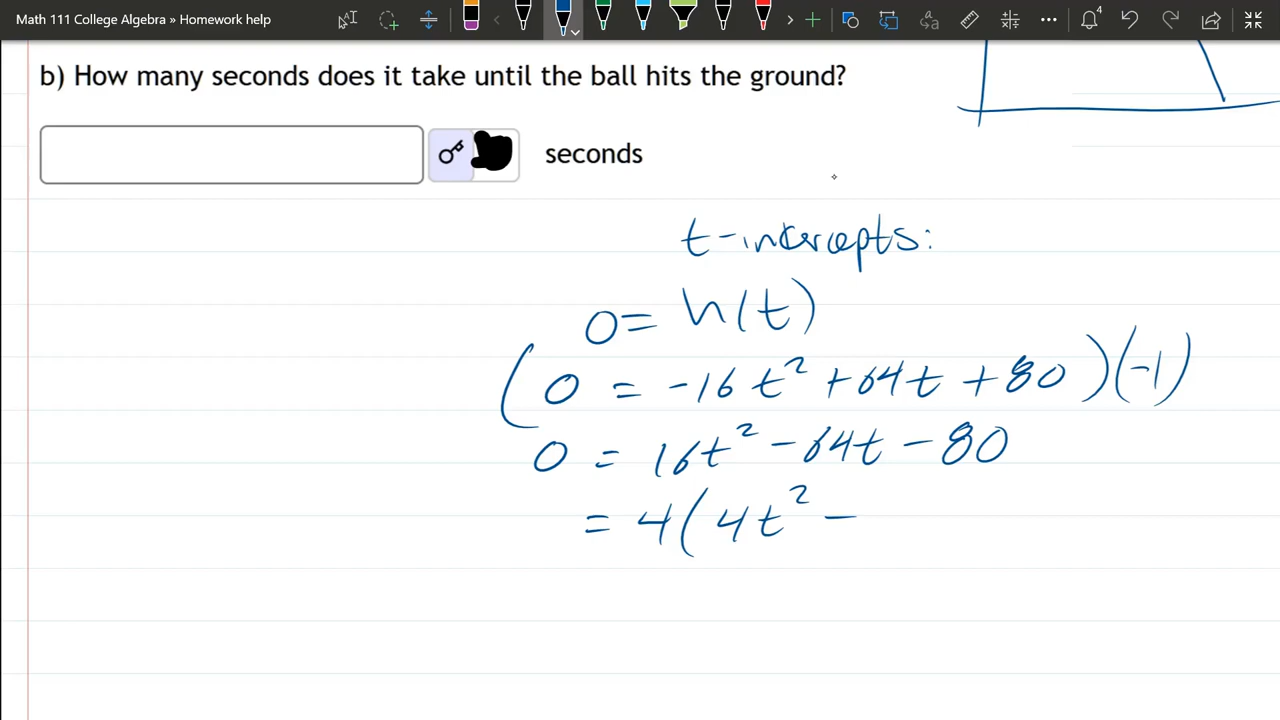 Math 111 College Algebra » Homework help
4
b) How many seconds does it take until the ball hits the ground?
seconds
t-intercepts:
0 = h(t)
(0 = -16t² + 64t + 80)(-1)
0 = 16t² - 64t - 80
= 4(4t² -